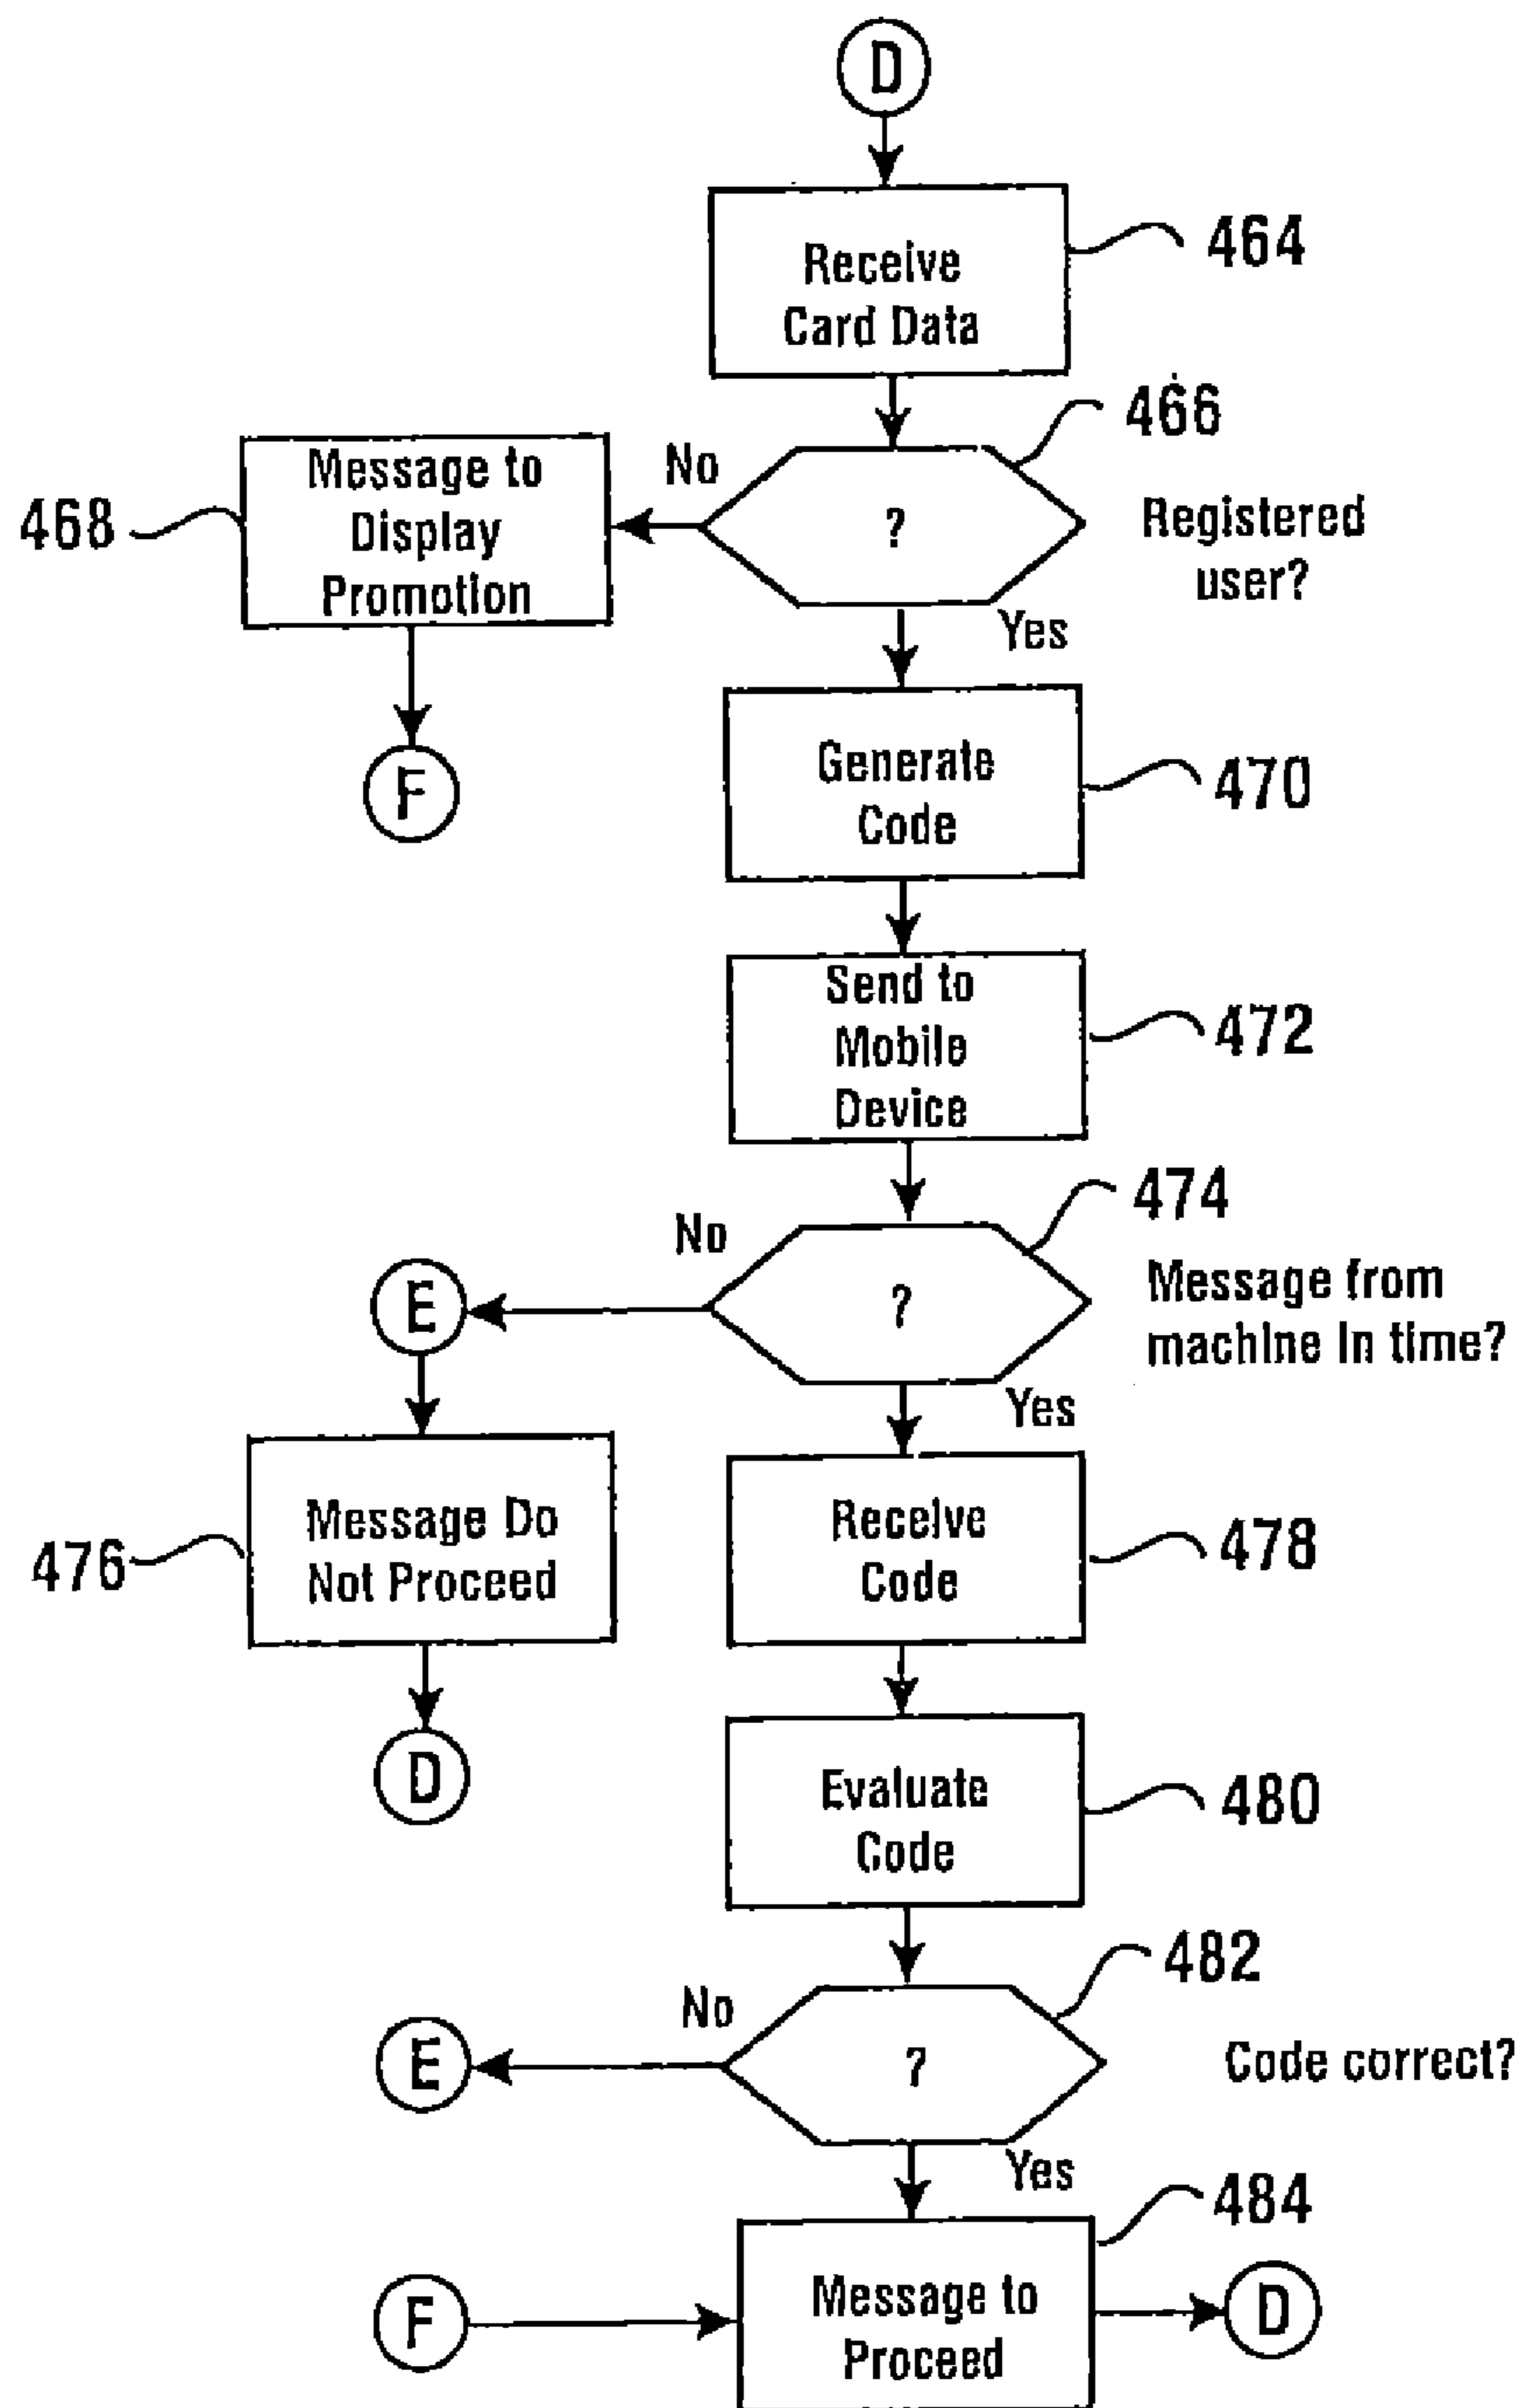 D
Receive
Card Data
464
466
No
?
Registered
user?
Message to
Display
Promotion
468
Yes
F
Generate
Code
470
Send to
Mobile
Device
472
474
No
?
Message from
machine in time?
E
Yes
Message Do
Not Proceed
476
Receive
Code
478
D
Evaluate
Code
480
482
No
?
Code correct?
E
Yes
484
F
Message to
Proceed
D